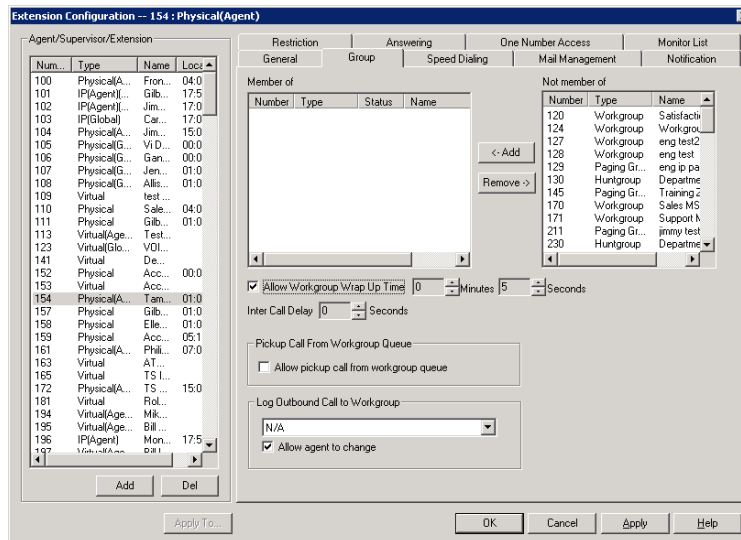 Extension Configuration -- 154 : Physical(Agent)
Agent/Supervisor/Extension
Num... Type Name Loca
100 Physical(A... Fron... 04:0
101 IP(Agent)(... Gilb... 17:5
102 IP(Agent)(... Jim... 17:0
103 IP(Global) Car... 17:0
104 Physical(A... Jim... 15:0
105 Physical(G... Vi D... 00:0
106 Physical(G... Gan... 00:0
107 Physical(G... Jen... 01:0
108 Physical(G... Allis... 01:0
109 Virtual test ...
110 Physical Sale... 04:0
111 Physical Gilb... 01:0
113 Virtual(Age... Test...
123 Virtual(Glo... VOI...
141 Virtual De...
152 Physical Acc... 00:0
153 Virtual Acc...
154 Physical(A... Tam... 01:0
157 Physical Gilb... 01:0
158 Physical Elle... 01:0
159 Physical Acc... 05:1
161 Physical(A... Phili... 07:0
163 Virtual AT...
165 Virtual TS I...
172 Physical(A... TS ... 15:0
181 Virtual Rol...
194 Virtual(Age... Mik...
195 Virtual(Age... Bill ...
196 IP(Agent) Mon... 17:5
197 Virtual(Age...
Add Del
Apply To...
Restriction Answering One Number Access Monitor List
General Group Speed Dialing Mail Management Notification
Member of
Number Type Status Name
<- Add
Remove ->
Not member of
Number Type Name
120 Workgroup Satisfacti
124 Workgroup Workgrou
127 Workgroup eng test2
128 Workgroup eng test
129 Paging Gr... eng ip pa
130 Huntgroup Departme
145 Paging Gr... Training 2
170 Workgroup Sales MS
171 Workgroup Support M
211 Paging Gr... jimmy test
230 Huntgroup Departme
Allow Workgroup Wrap Up Time 0 Minutes 5 Seconds
Inter Call Delay 0 Seconds
Pickup Call From Workgroup Queue
Allow pickup call from workgroup queue
Log Outbound Call to Workgroup
N/A
Allow agent to change
OK Cancel Apply Help